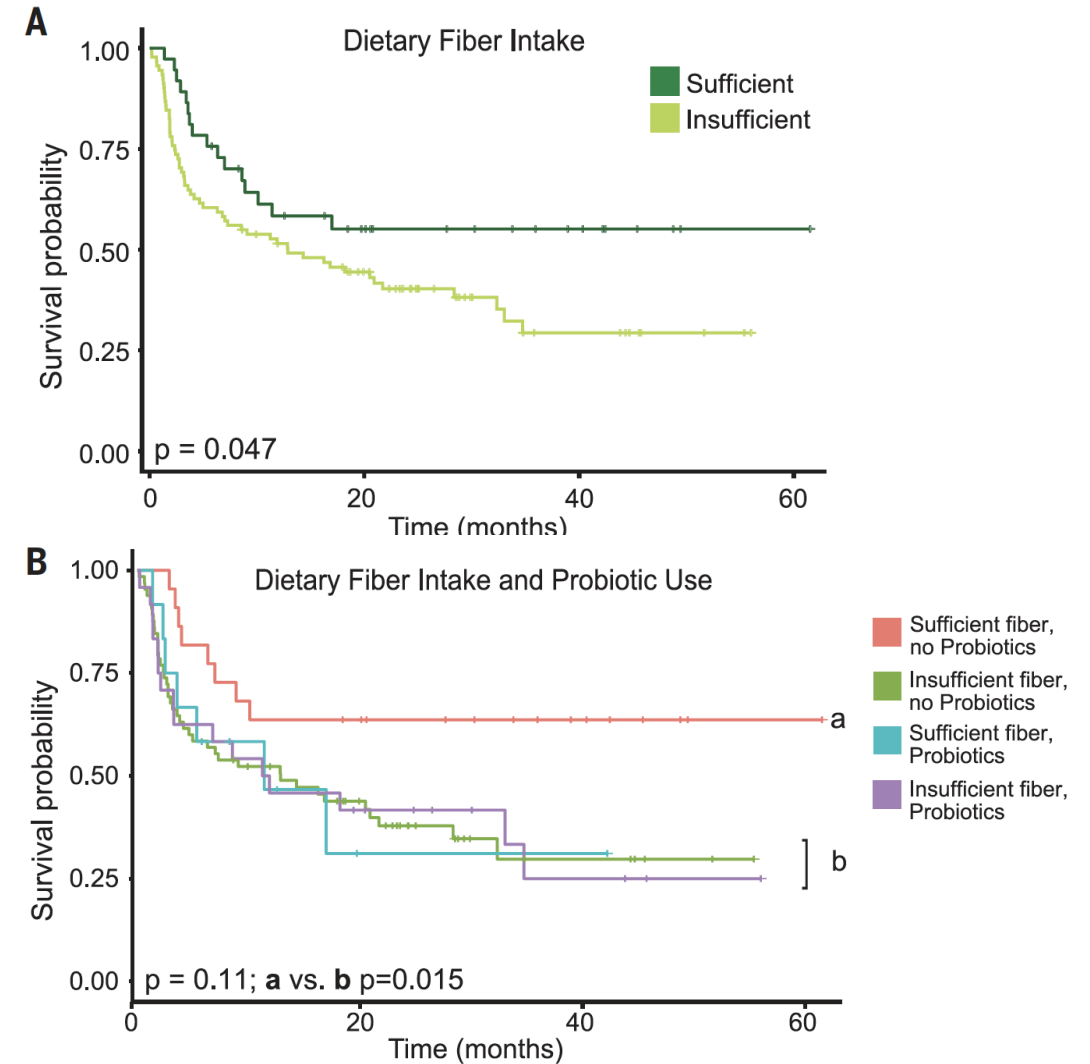 A
Dietary Fiber Intake
Sufficient
Insufficient
Survival probability
1.00
0.75
0.50
0.25
0.00
p = 0.047
0 20 40 60
Time (months)
B
Dietary Fiber Intake and Probiotic Use
Survival probability
1.00
0.75
0.50
0.25
0.00
Sufficient fiber,
no Probiotics
Insufficient fiber,
no Probiotics
Sufficient fiber,
Probiotics
Insufficient fiber,
Probiotics
a
b
p = 0.11; a vs. b p=0.015
0 20 40 60
Time (months)